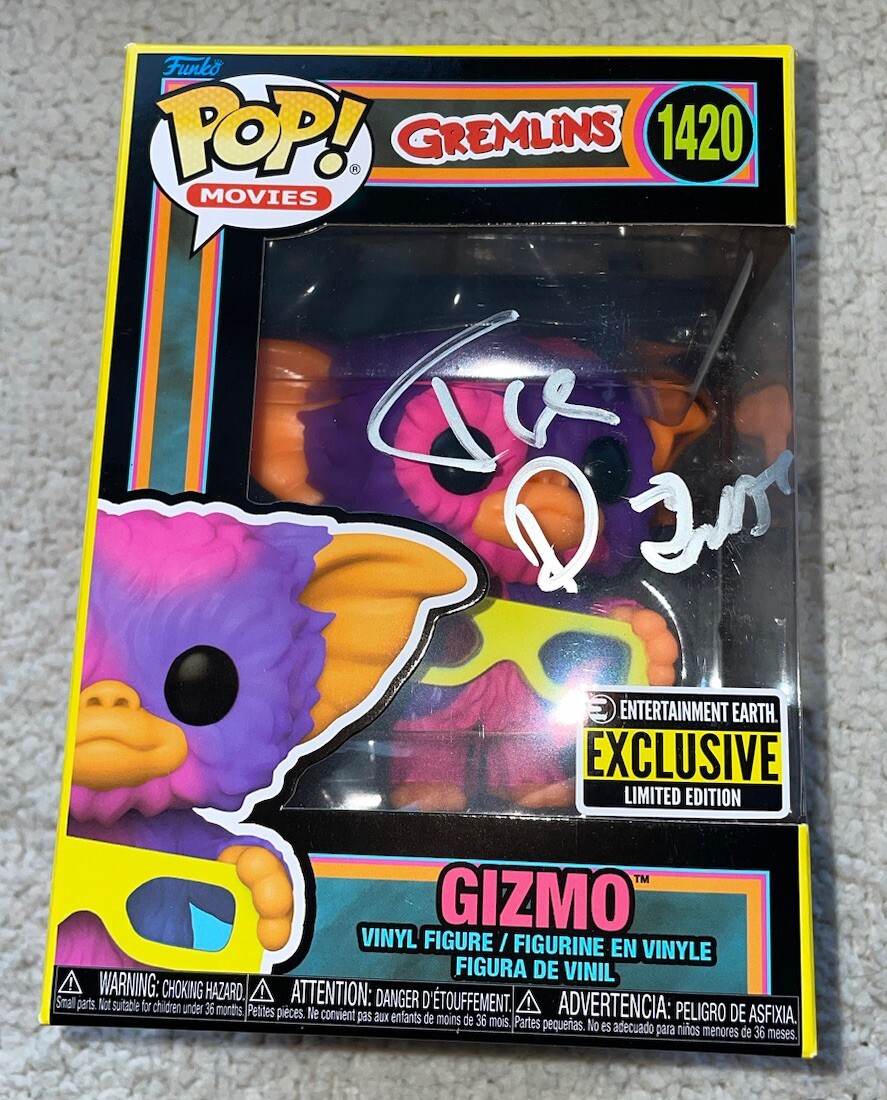 Funko
POP!®
MOVIES
GREMLINS
1420
Joe
D
E ENTERTAINMENT EARTH
EXCLUSIVE
LIMITED EDITION
GIZMO™
VINYL FIGURE / FIGURINE EN VINYLE
FIGURA DE VINIL
WARNING: CHOKING HAZARD.
Small parts. Not suitable for children under 36 months.
ATTENTION: DANGER D'ÉTOUFFEMENT.
Petites pièces. Ne convient pas aux enfants de moins de 36 mois.
ADVERTENCIA: PELIGRO DE ASFIXIA.
Partes pequeñas. No es adecuado para niños menores de 36 meses.